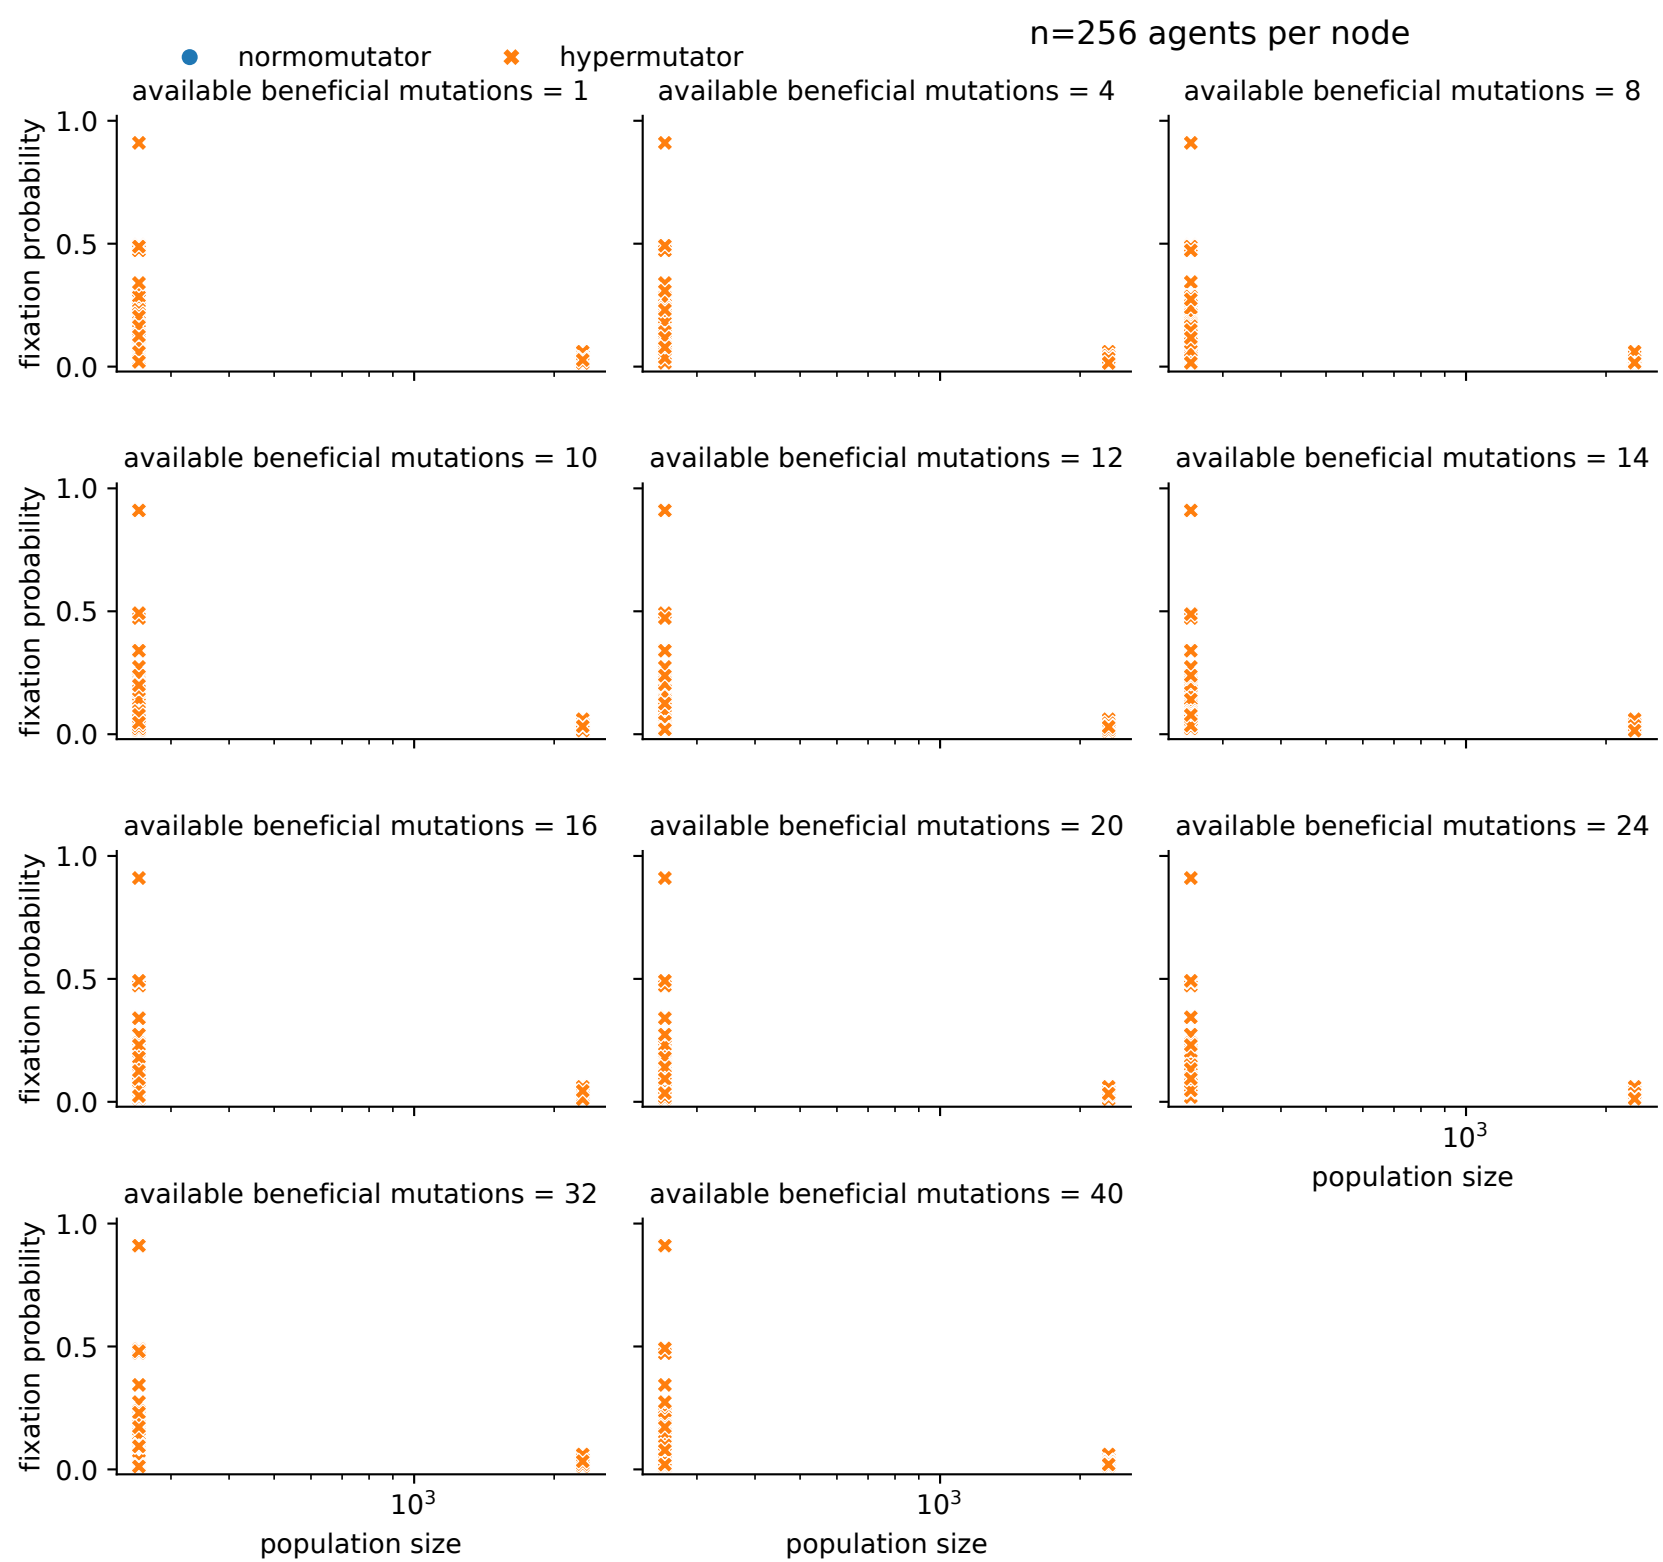 n=256 agents per node
normomutator hypermutator
available beneficial mutations = 1 available beneficial mutations = 4 available beneficial mutations = 8
1.0
0.5
0.0
fixation probability
available beneficial mutations = 10 available beneficial mutations = 12 available beneficial mutations = 14
1.0
0.5
0.0
fixation probability
available beneficial mutations = 16 available beneficial mutations = 20 available beneficial mutations = 24
1.0
0.5
0.0
fixation probability
10³
population size
available beneficial mutations = 32 available beneficial mutations = 40
1.0
0.5
0.0
fixation probability
10³ 10³
population size population size